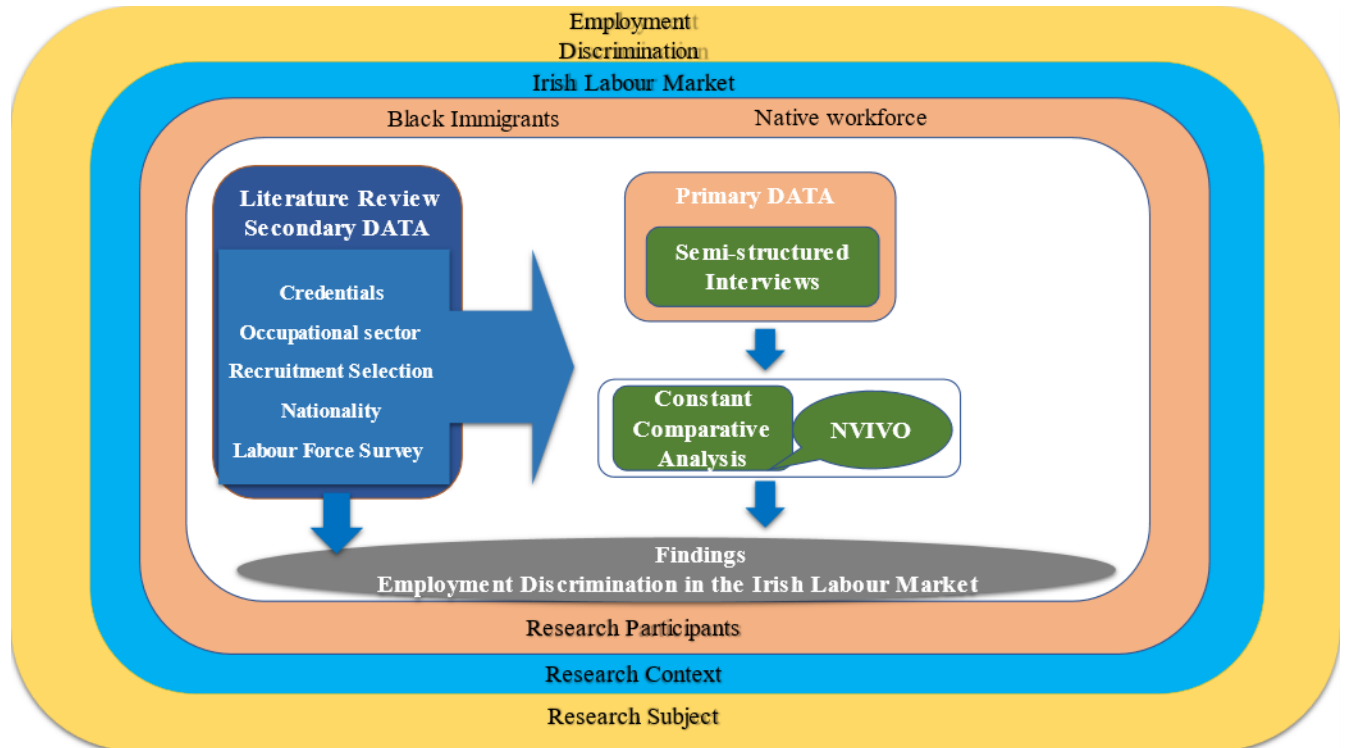 Employment
Discrimination
Irish Labour Market
Black Immigrants
Native workforce
Literature Review
Secondary DATA
Credentials
Occupational sector
Recruitment Selection
Nationality
Labour Force Survey
Primary DATA
Semi-structured
Interviews
Constant
Comparative
Analysis
NVIVO
Findings
Employment Discrimination in the Irish Labour Market
Research Participants
Research Context
Research Subject